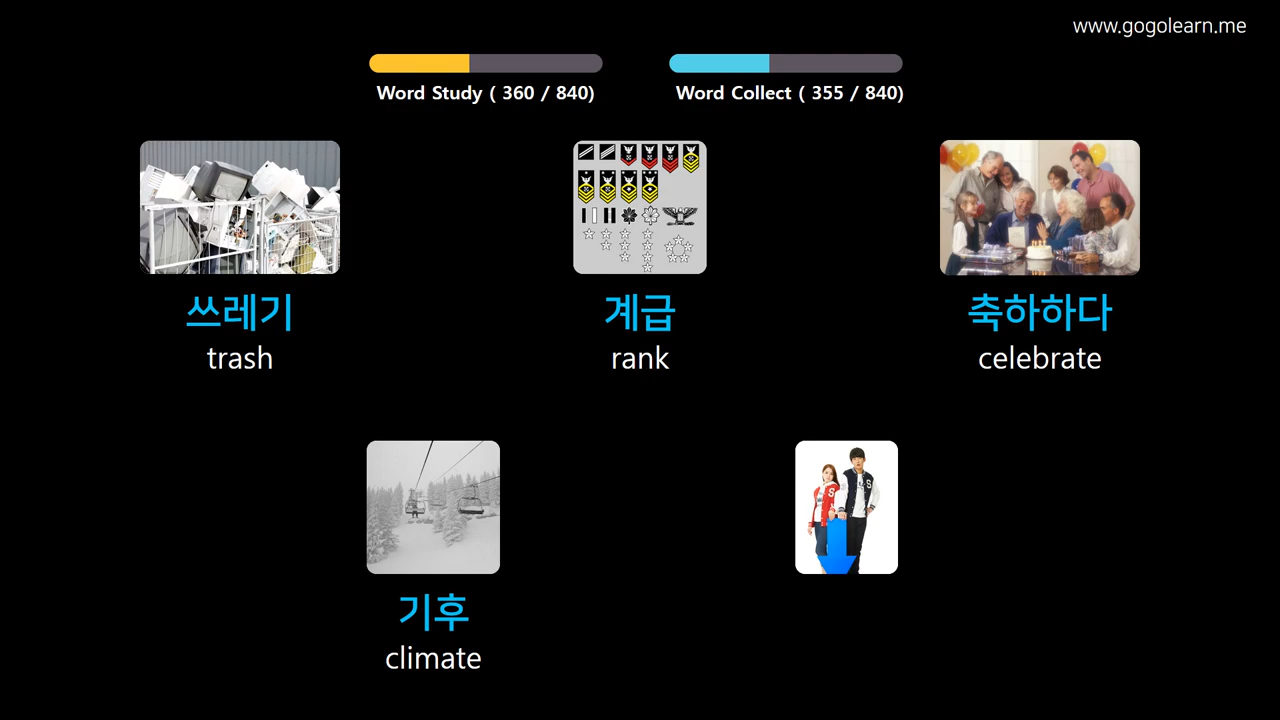 www.gogolearn.me
Word Study ( 360 / 840)
Word Collect ( 355 / 840)
쓰레기
trash
계급
rank
축하하다
celebrate
기후
climate